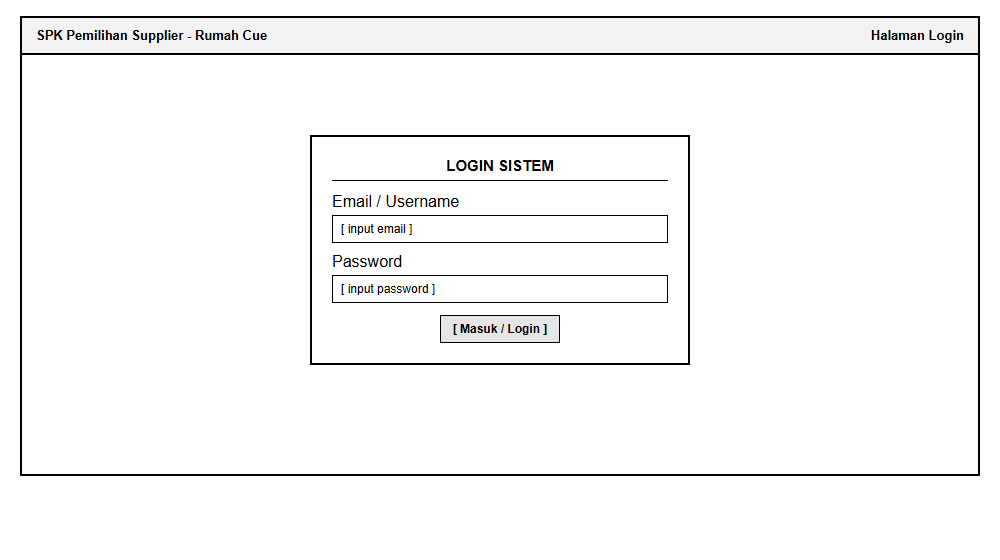 SPK Pemilihan Supplier - Rumah Cue
Halaman Login
LOGIN SISTEM
Email / Username
[ input email ]
Password
[ input password ]
[ Masuk / Login ]